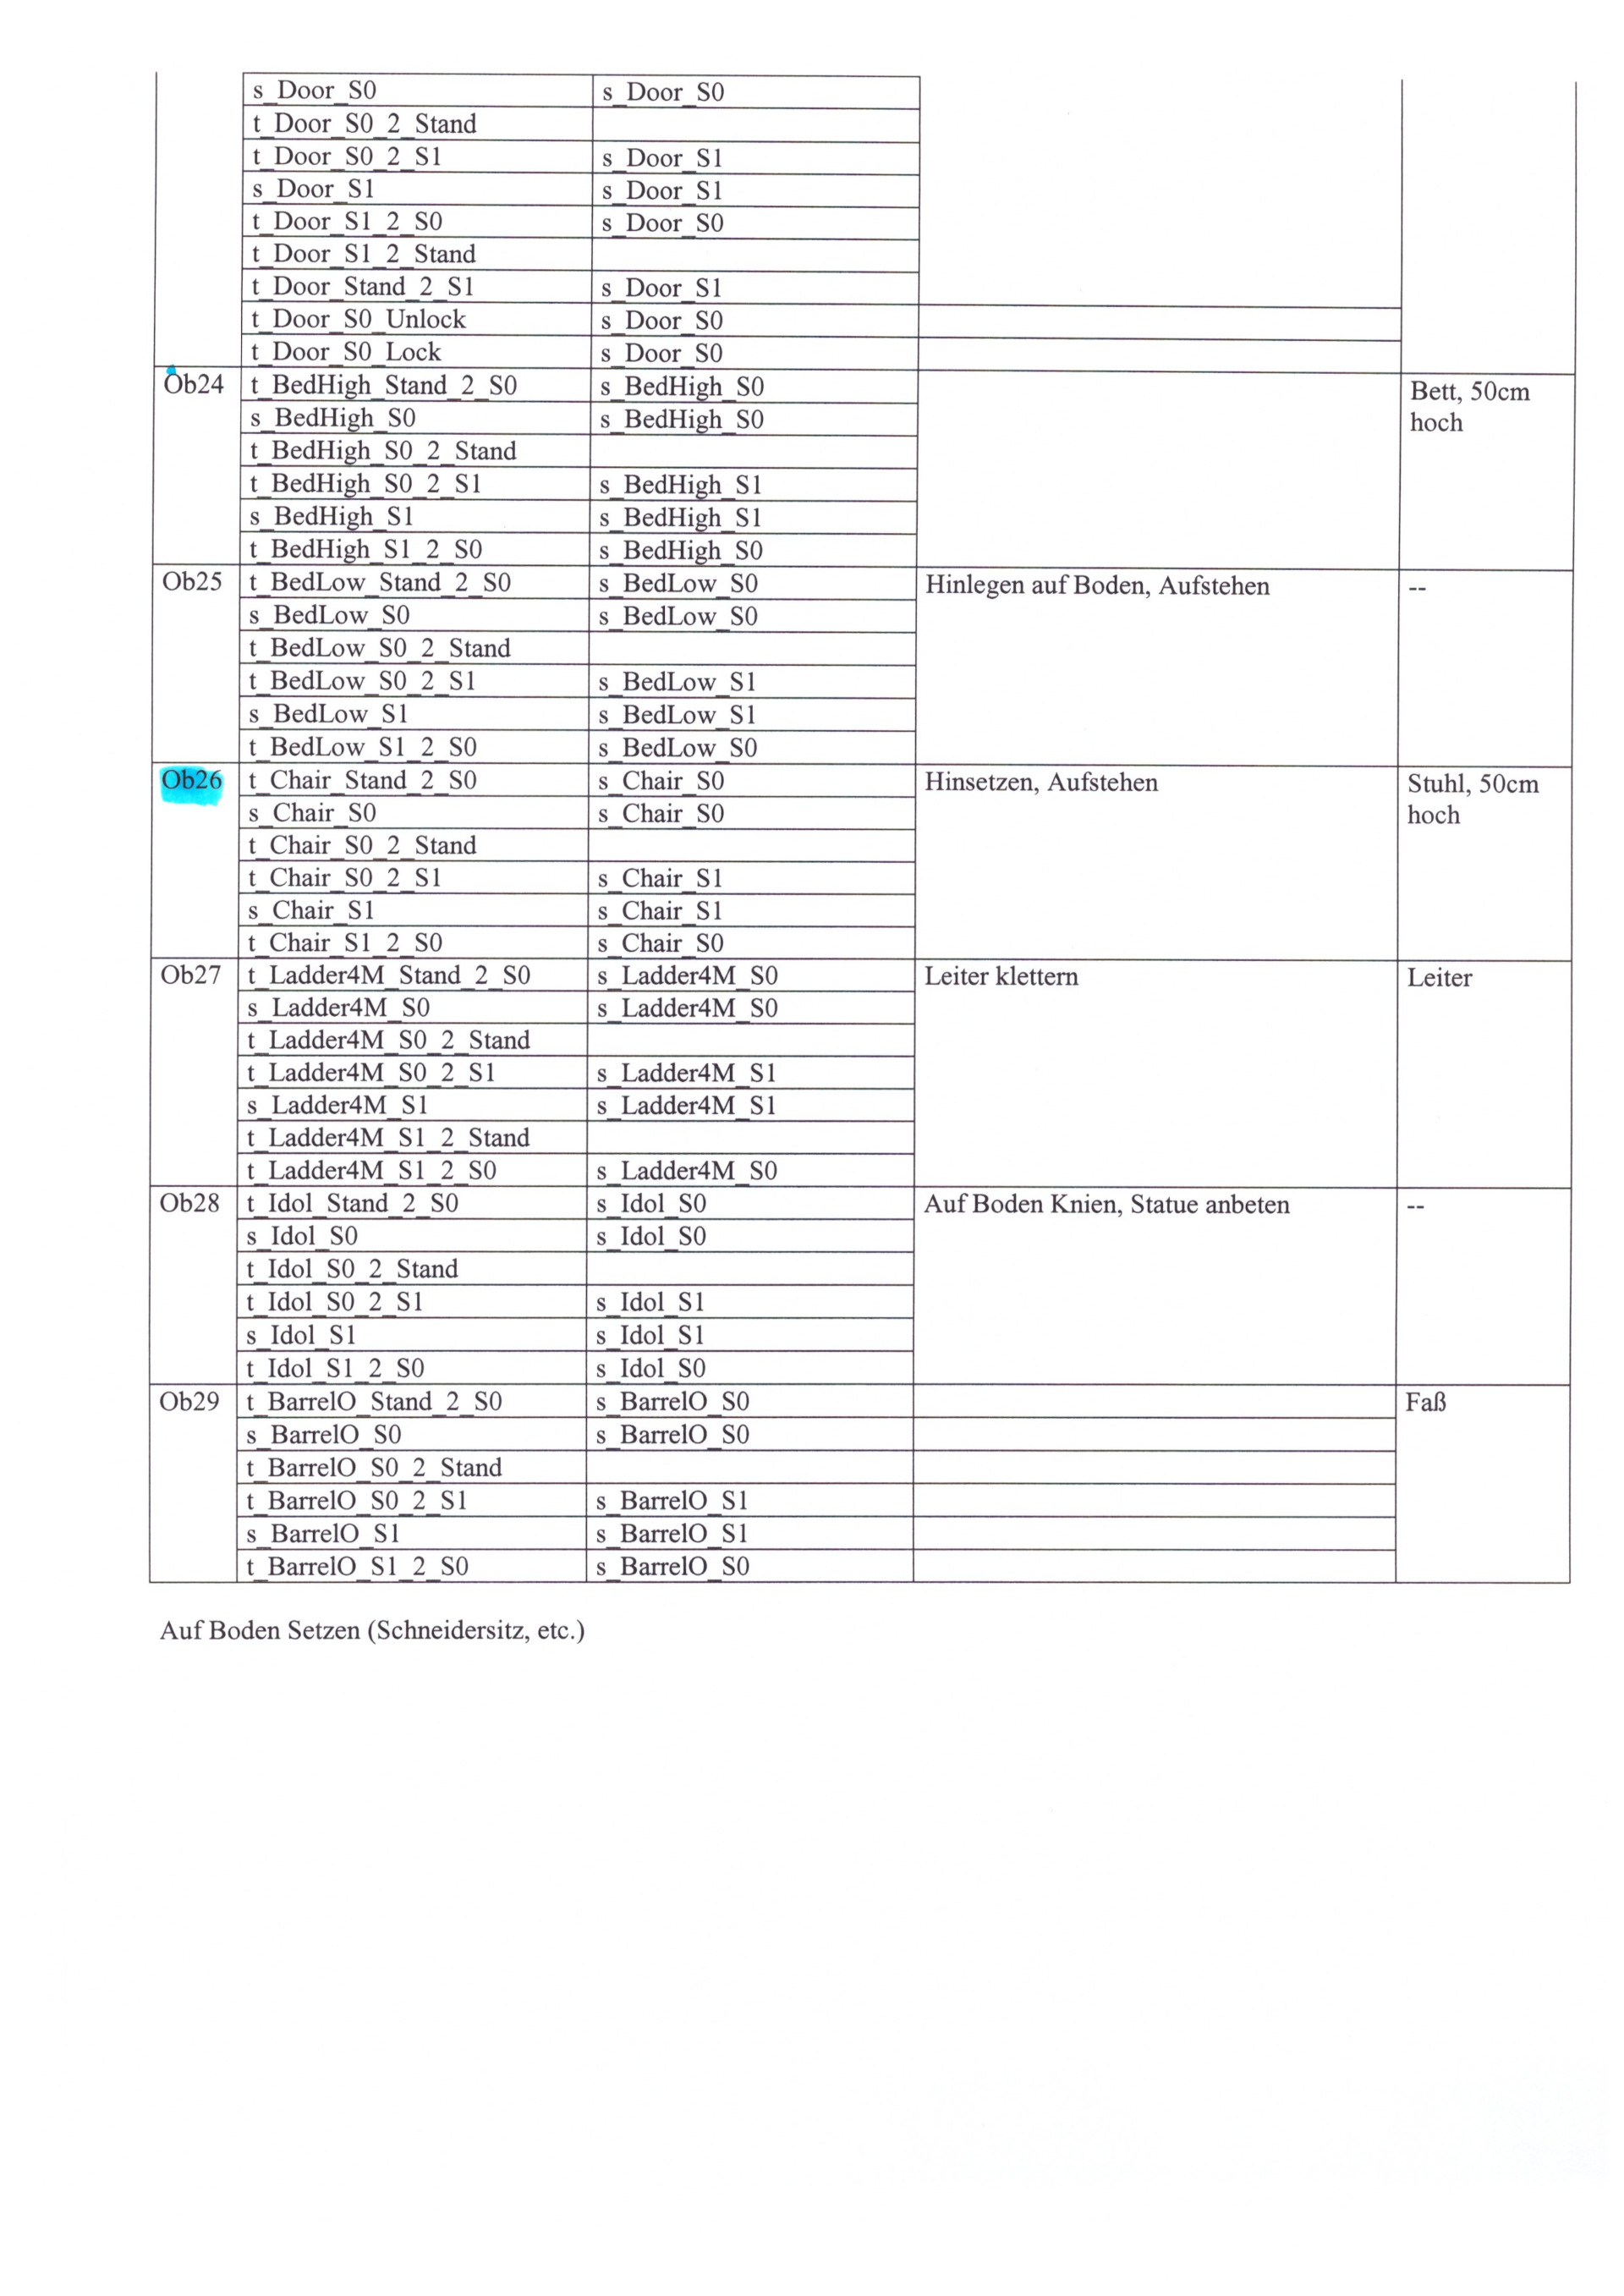 s_Door_S0 s_Door_S0
t_Door_S0_2_Stand
t_Door_S0_2_S1 s_Door_S1
s_Door_S1 s_Door_S1
t_Door_S1_2_S0 s_Door_S0
t_Door_S1_2_Stand
t_Door_Stand_2_S1 s_Door_S1
t_Door_S0_Unlock s_Door_S0
t_Door_S0_Lock s_Door_S0
Ob24 t_BedHigh_Stand_2_S0 s_BedHigh_S0 Bett, 50cm
s_BedHigh_S0 s_BedHigh_S0 hoch
t_BedHigh_S0_2_Stand
t_BedHigh_S0_2_S1 s_BedHigh_S1
s_BedHigh_S1 s_BedHigh_S1
t_BedHigh_S1_2_S0 s_BedHigh_S0
Ob25 t_BedLow_Stand_2_S0 s_BedLow_S0 Hinlegen auf Boden, Aufstehen --
s_BedLow_S0 s_BedLow_S0
t_BedLow_S0_2_Stand
t_BedLow_S0_2_S1 s_BedLow_S1
s_BedLow_S1 s_BedLow_S1
t_BedLow_S1_2_S0 s_BedLow_S0
Ob26 t_Chair_Stand_2_S0 s_Chair_S0 Hinsetzen, Aufstehen Stuhl, 50cm
s_Chair_S0 s_Chair_S0 hoch
t_Chair_S0_2_Stand
t_Chair_S0_2_S1 s_Chair_S1
s_Chair_S1 s_Chair_S1
t_Chair_S1_2_S0 s_Chair_S0
Ob27 t_Ladder4M_Stand_2_S0 s_Ladder4M_S0 Leiter klettern Leiter
s_Ladder4M_S0 s_Ladder4M_S0
t_Ladder4M_S0_2_Stand
t_Ladder4M_S0_2_S1 s_Ladder4M_S1
s_Ladder4M_S1 s_Ladder4M_S1
t_Ladder4M_S1_2_Stand
t_Ladder4M_S1_2_S0 s_Ladder4M_S0
Ob28 t_Idol_Stand_2_S0 s_Idol_S0 Auf Boden Knien, Statue anbeten --
s_Idol_S0 s_Idol_S0
t_Idol_S0_2_Stand
t_Idol_S0_2_S1 s_Idol_S1
s_Idol_S1 s_Idol_S1
t_Idol_S1_2_S0 s_Idol_S0
Ob29 t_BarrelO_Stand_2_S0 s_BarrelO_S0 Faß
s_BarrelO_S0 s_BarrelO_S0
t_BarrelO_S0_2_Stand
t_BarrelO_S0_2_S1 s_BarrelO_S1
s_BarrelO_S1 s_BarrelO_S1
t_BarrelO_S1_2_S0 s_BarrelO_S0
Auf Boden Setzen (Schneidersitz, etc.)